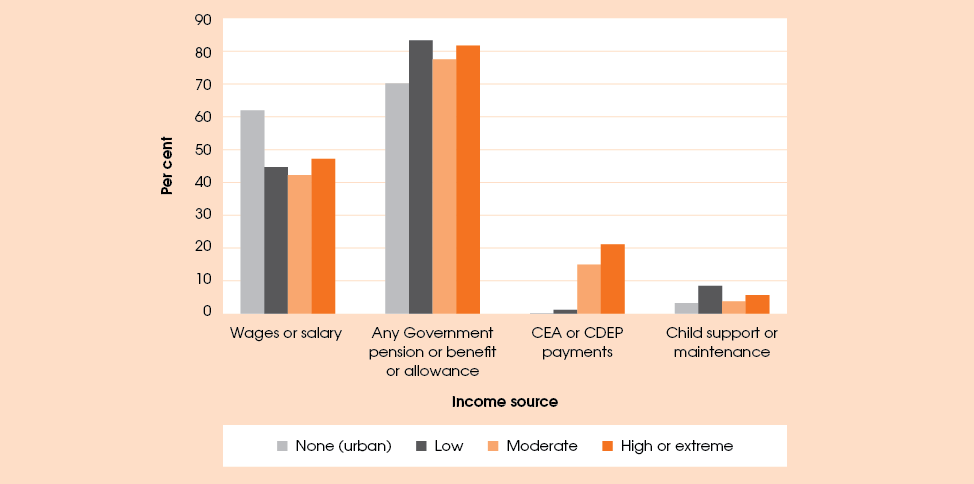 90
80
70
60
50
40
30
20
10
0
Per cent
Wages or salary
Any Government
pension or benefit
or allowance
CEA or CDEP
payments
Child support or
maintenance
Income source
None (urban)
Low
Moderate
High or extreme